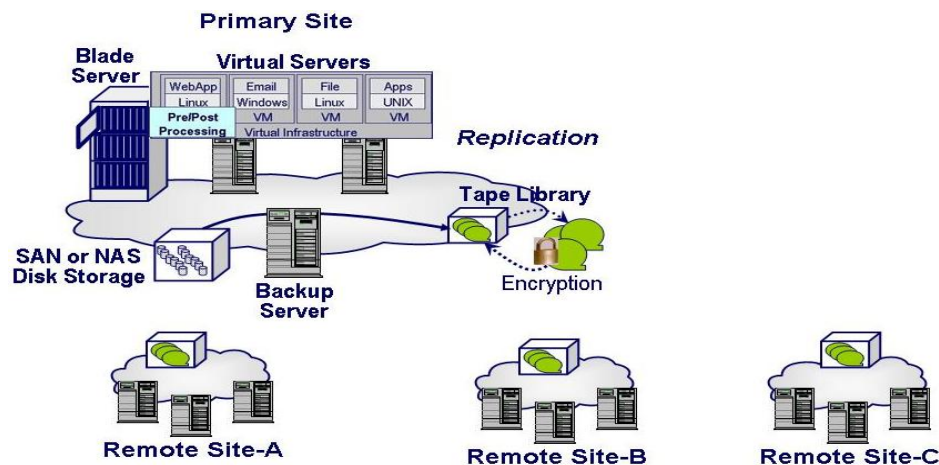 Primary Site
Blade
Server
Virtual Servers
WebApp
Linux
Email
Windows
VM
File
Linux
VM
Apps
UNIX
VM
Pre/Post
Processing
Virtual Infrastructure
Replication
Tape Library
SAN or NAS
Disk Storage
Backup
Server
Encryption
Remote Site-A
Remote Site-B
Remote Site-C